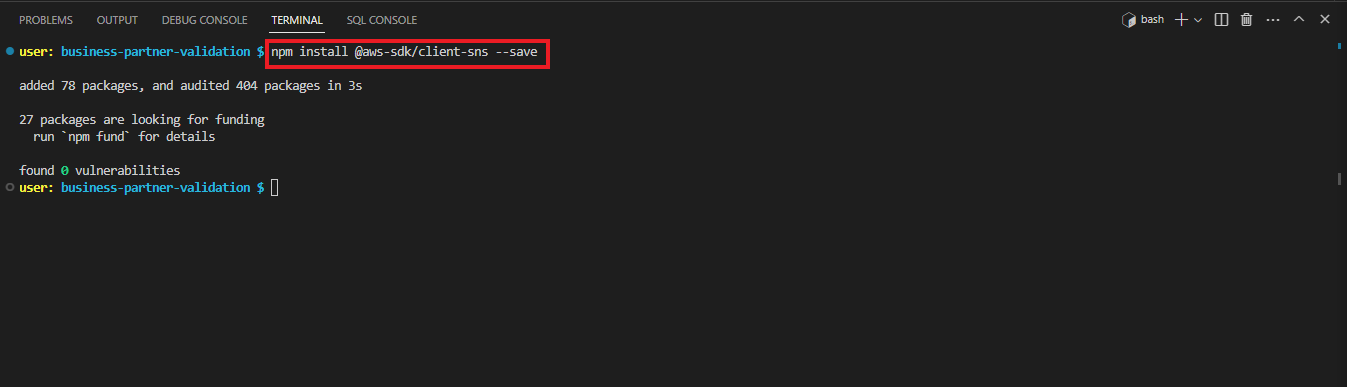 PROBLEMS OUTPUT DEBUG CONSOLE TERMINAL SQL CONSOLE bash
user: business-partner-validation $ npm install @aws-sdk/client-sns --save
added 78 packages, and audited 404 packages in 3s
27 packages are looking for funding
  run `npm fund` for details
found 0 vulnerabilities
user: business-partner-validation $